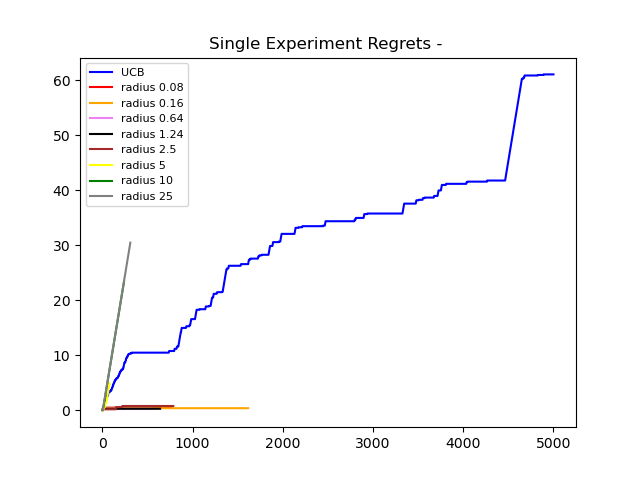 Single Experiment Regrets -
UCB
radius 0.08
radius 0.16
radius 0.64
radius 1.24
radius 2.5
radius 5
radius 10
radius 25
60
50
40
30
20
10
0
0 1000 2000 3000 4000 5000